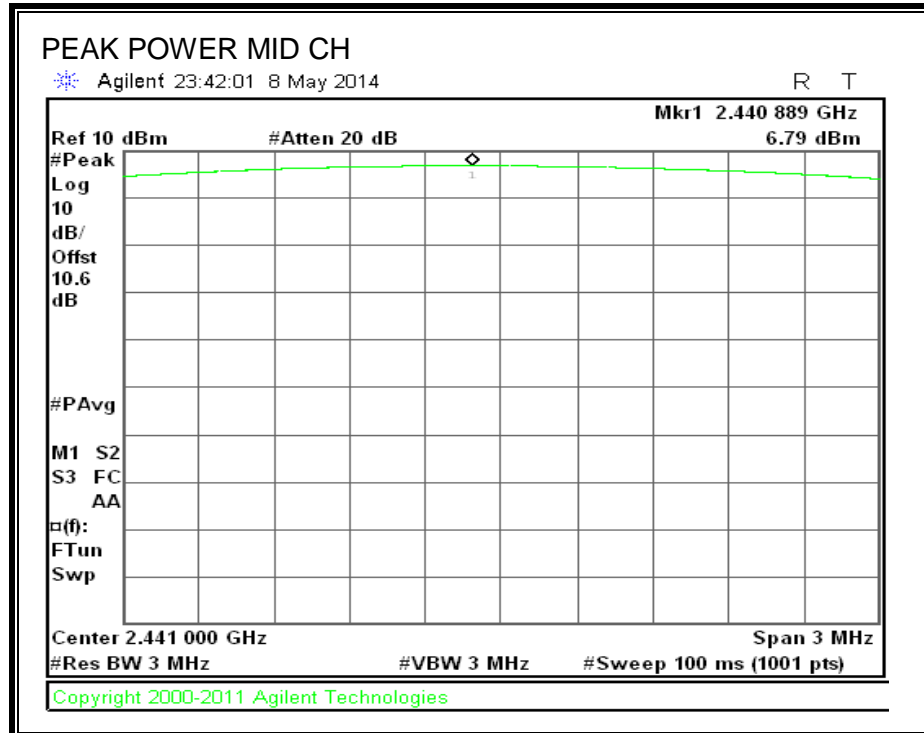 PEAK POWER MID CH
Agilent 23:42:01 8 May 2014 R T
Mkr1 2.440 889 GHz
Ref 10 dBm #Atten 20 dB 6.79 dBm
#Peak
Log
10
dB/
Offst
10.6
dB
1
#PAvg
M1 S2
S3 FC
AA
¤(f):
FTun
Swp
Center 2.441 000 GHz Span 3 MHz
#Res BW 3 MHz #VBW 3 MHz #Sweep 100 ms (1001 pts)
Copyright 2000-2011 Agilent Technologies